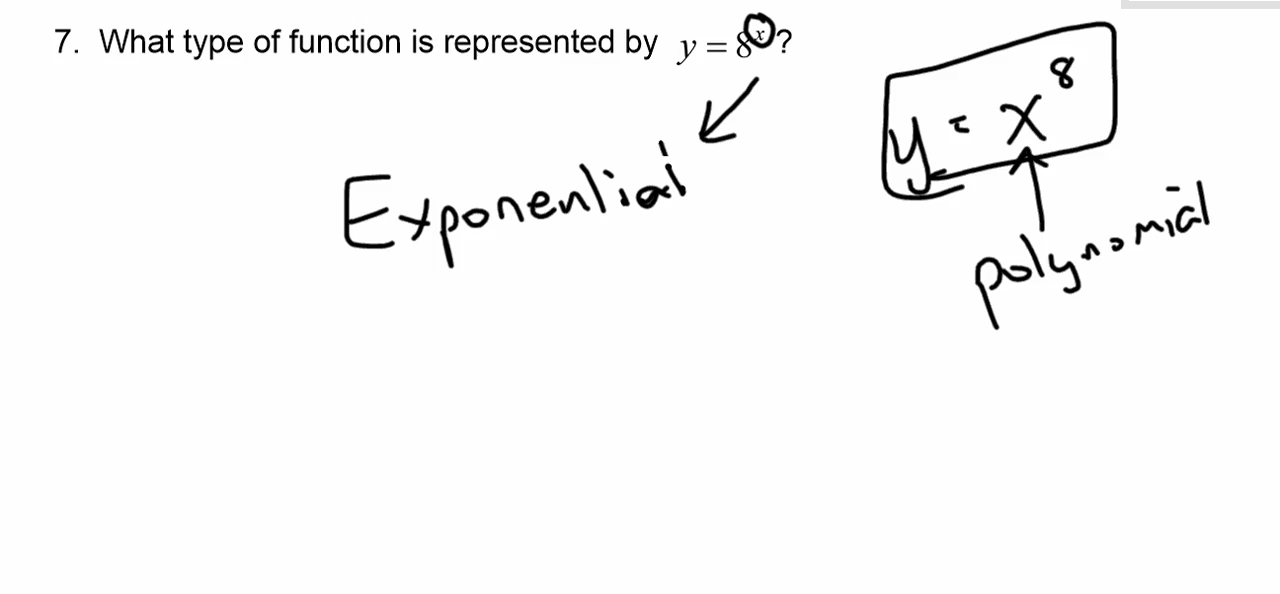 7. What type of function is represented by y = 8^x ?
y = x^8
Exponential
polynomial